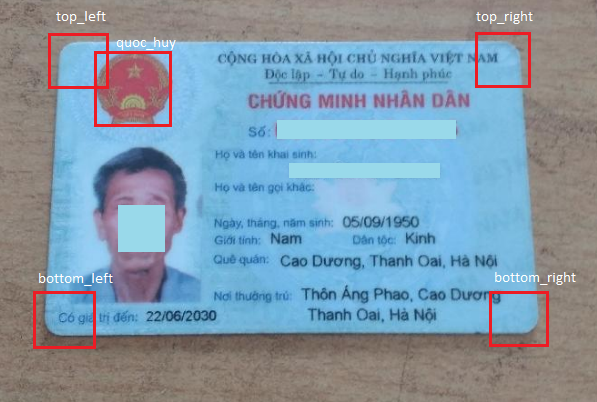 top_left
top_right
quoc_huy
CỘNG HÒA XÃ HỘI CHỦ NGHĨA VIỆT NAM
Độc lập - Tự do - Hạnh phúc
CHỨNG MINH NHÂN DÂN
Số:
Họ và tên khai sinh:
Họ và tên gọi khác:
Ngày, tháng, năm sinh: 05/09/1950
Giới tính: Nam Dân tộc: Kinh
Quê quán: Cao Dương, Thanh Oai, Hà Nội
bottom_left
bottom_right
Nơi thường trú: Thôn Áng Phao, Cao Dương
Có giá trị đến: 22/06/2030
Thanh Oai, Hà Nội